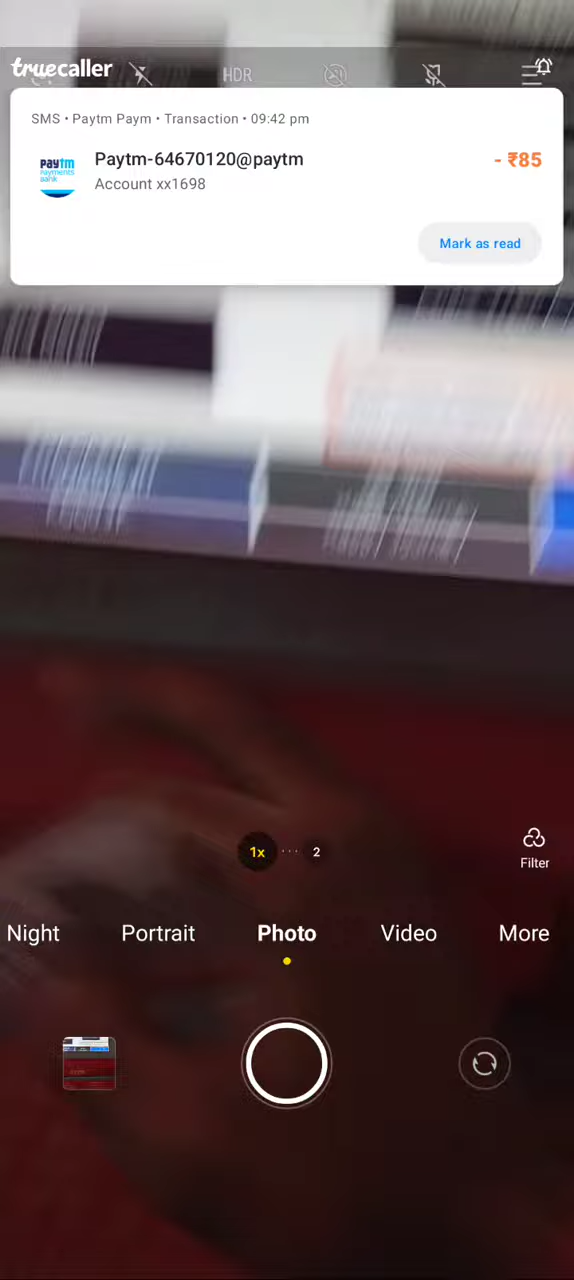 truecaller
HDR
SMS • Paytm Paym • Transaction • 09:42 pm
paytm
payments
bank
Paytm-64670120@paytm
- ₹85
Account xx1698
Mark as read
1x
2
Filter
Night
Portrait
Photo
Video
More